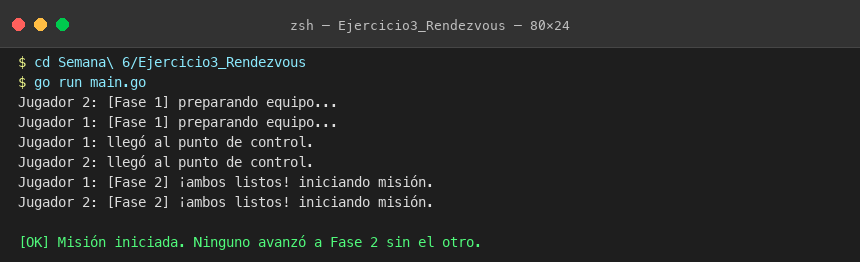 zsh — Ejercicio3_Rendezvous — 80×24
$ cd Semana\ 6/Ejercicio3_Rendezvous
$ go run main.go
Jugador 2: [Fase 1] preparando equipo...
Jugador 1: [Fase 1] preparando equipo...
Jugador 1: llegó al punto de control.
Jugador 2: llegó al punto de control.
Jugador 1: [Fase 2] ¡ambos listos! iniciando misión.
Jugador 2: [Fase 2] ¡ambos listos! iniciando misión.
[OK] Misión iniciada. Ninguno avanzó a Fase 2 sin el otro.